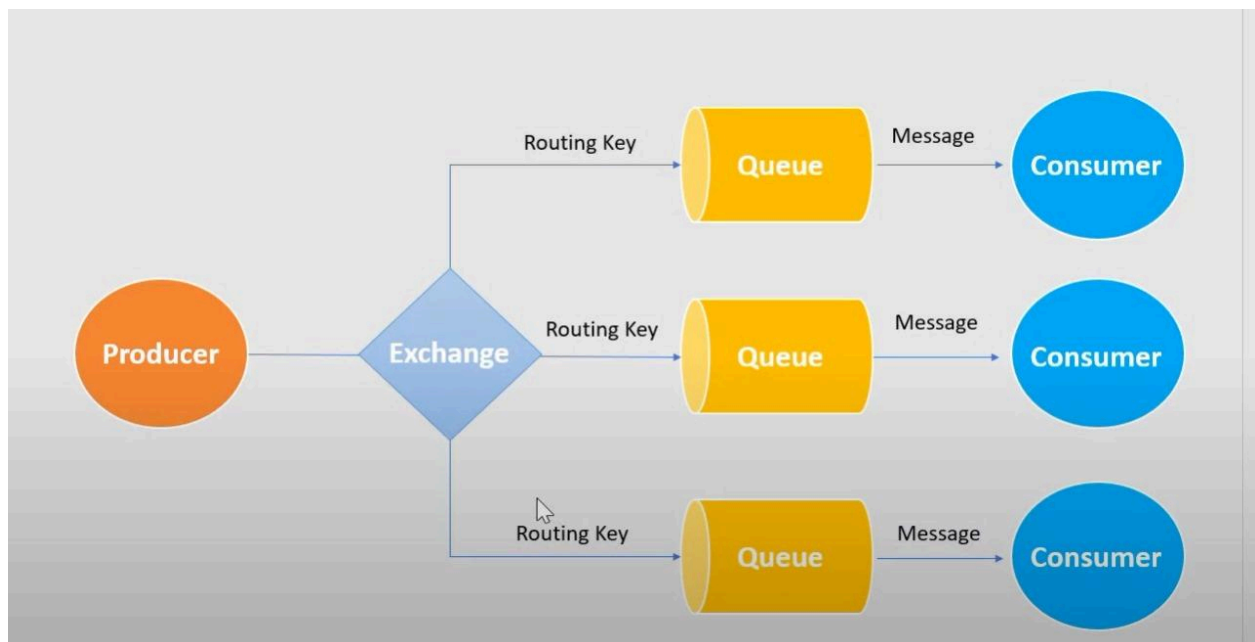 Routing Key
Queue
Message
Consumer
Producer
Exchange
Routing Key
Queue
Message
Consumer
Routing Key
Queue
Message
Consumer